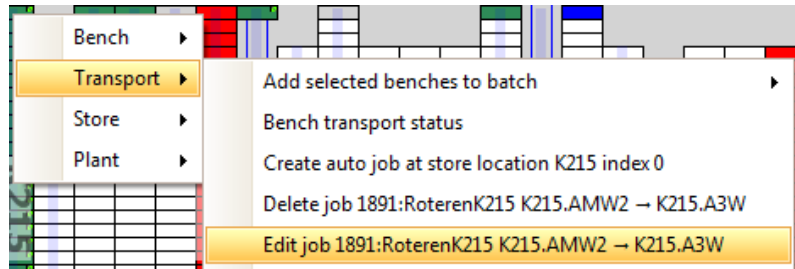 Bench
Transport
Store
Plant
Add selected benches to batch
Bench transport status
Create auto job at store location K215 index 0
Delete job 1891:RoterenK215 K215.AMW2 → K215.A3W
Edit job 1891:RoterenK215 K215.AMW2 → K215.A3W